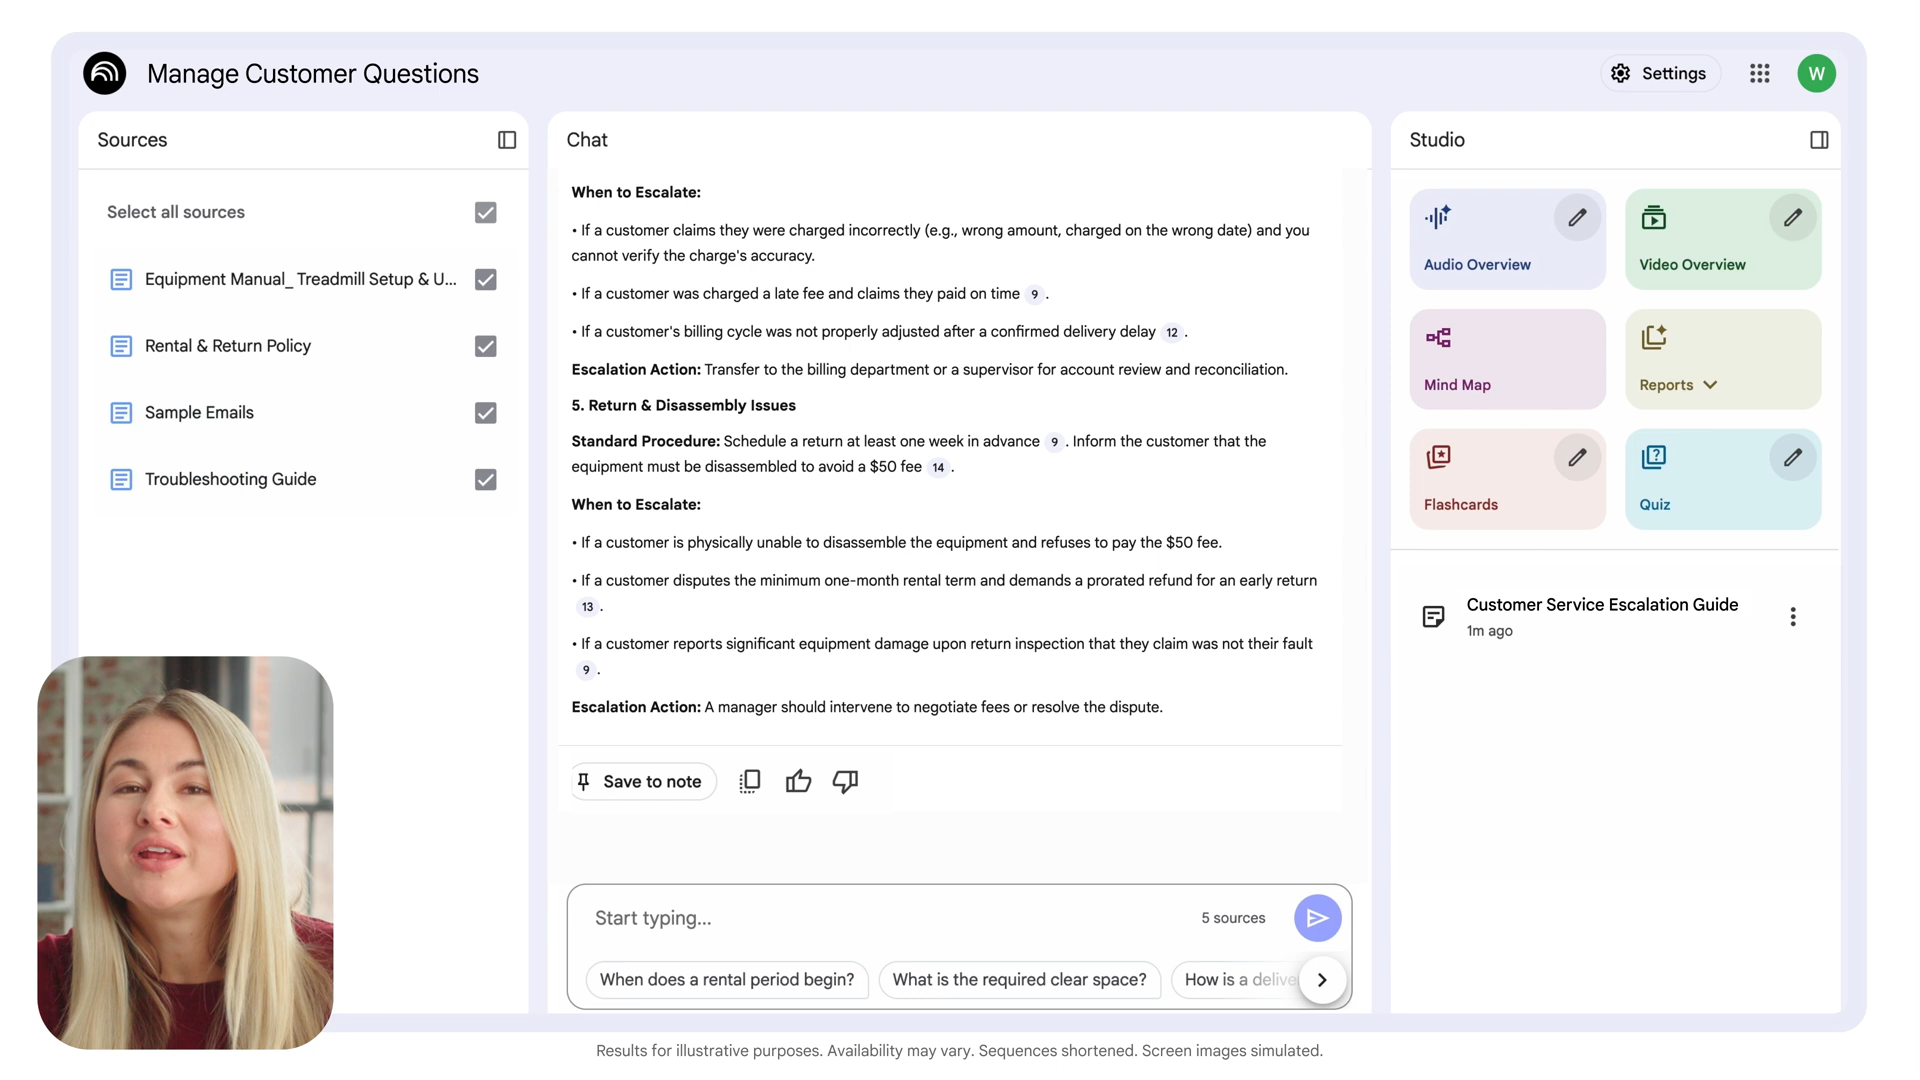 Manage Customer Questions
Settings
W
Sources
Select all sources
Equipment Manual_ Treadmill Setup & U...
Rental & Return Policy
Sample Emails
Troubleshooting Guide
Chat
When to Escalate:
• If a customer claims they were charged incorrectly (e.g., wrong amount, charged on the wrong date) and you
cannot verify the charge's accuracy.
• If a customer was charged a late fee and claims they paid on time 9 .
• If a customer's billing cycle was not properly adjusted after a confirmed delivery delay 12 .
Escalation Action: Transfer to the billing department or a supervisor for account review and reconciliation.
5. Return & Disassembly Issues
Standard Procedure: Schedule a return at least one week in advance 9 . Inform the customer that the
equipment must be disassembled to avoid a $50 fee 14 .
When to Escalate:
• If a customer is physically unable to disassemble the equipment and refuses to pay the $50 fee.
• If a customer disputes the minimum one-month rental term and demands a prorated refund for an early return
13 .
• If a customer reports significant equipment damage upon return inspection that they claim was not their fault
9 .
Escalation Action: A manager should intervene to negotiate fees or resolve the dispute.
Save to note
Start typing...
5 sources
When does a rental period begin?
What is the required clear space?
How is a delive
Studio
Audio Overview
Video Overview
Mind Map
Reports
Flashcards
Quiz
Customer Service Escalation Guide
1m ago
Results for illustrative purposes. Availability may vary. Sequences shortened. Screen images simulated.